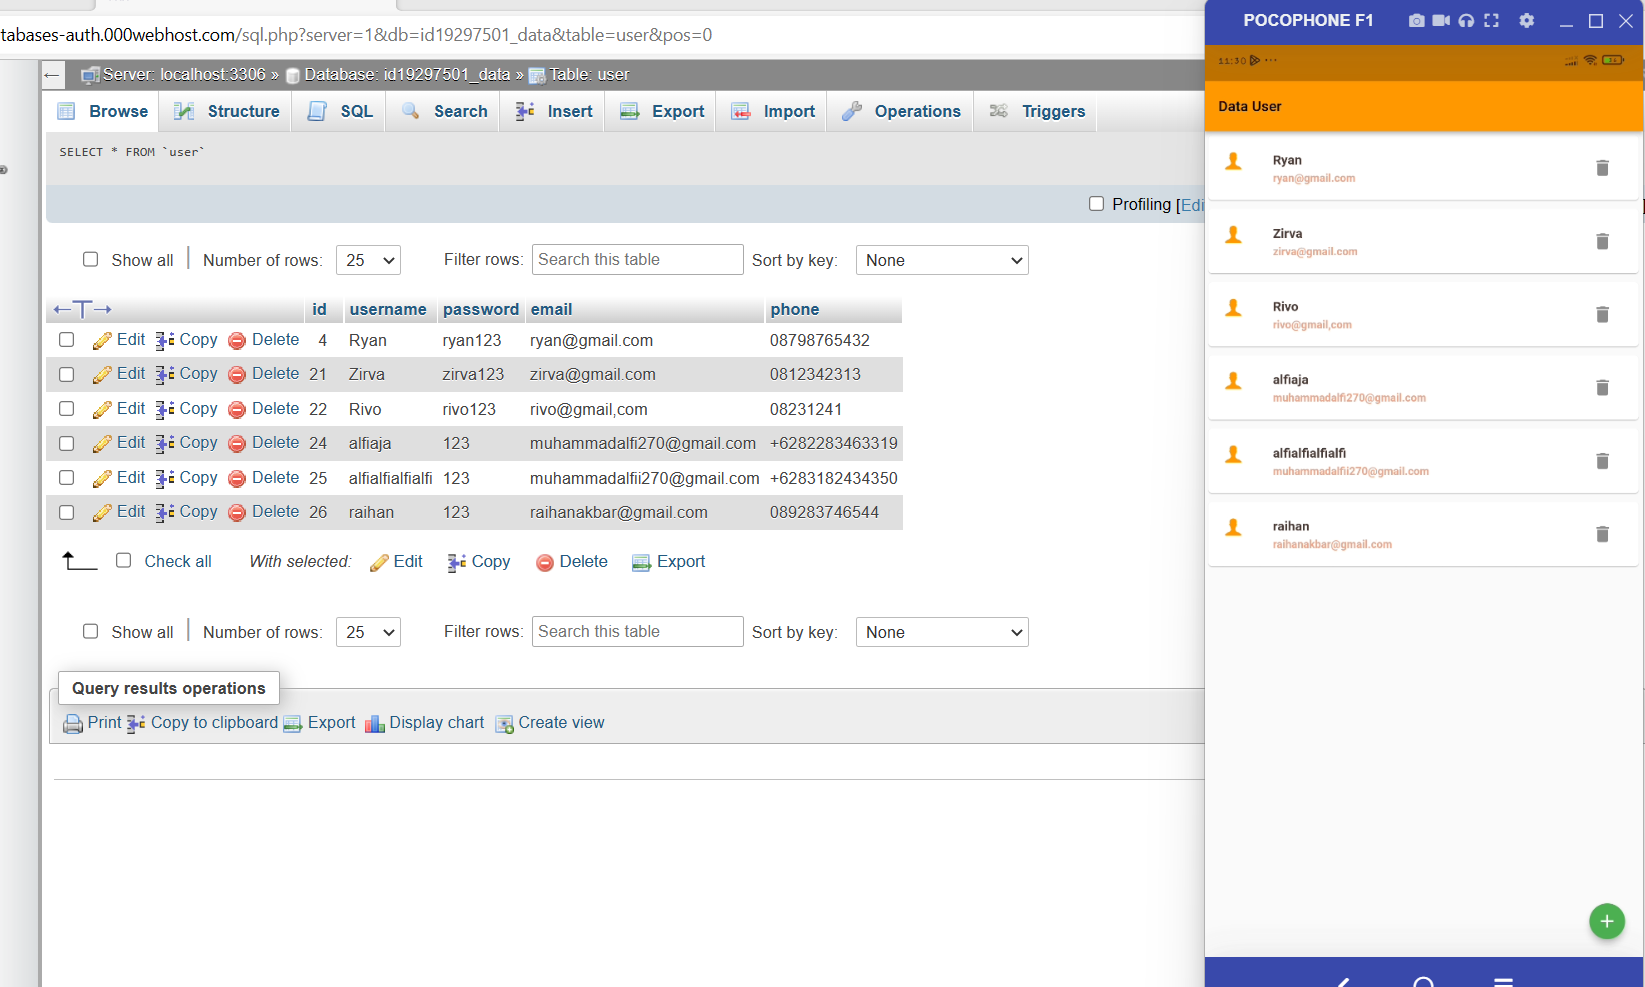 tabases-auth.000webhost.com/sql.php?server=1&db=id19297501_data&table=user&pos=0
Server: localhost:3306 » Database: id19297501_data » Table: user
Browse Structure SQL Search Insert Export Import Operations Triggers
SELECT * FROM `user`
Profiling [Edi
Show all Number of rows: 25 Filter rows: Search this table Sort by key: None
←T→ id username password email phone
Edit Copy Delete 4 Ryan ryan123 ryan@gmail.com 08798765432
Edit Copy Delete 21 Zirva zirva123 zirva@gmail.com 0812342313
Edit Copy Delete 22 Rivo rivo123 rivo@gmail,com 08231241
Edit Copy Delete 24 alfiaja 123 muhammadalfi270@gmail.com +6282283463319
Edit Copy Delete 25 alfialfialfialfi 123 muhammadalfii270@gmail.com +6283182434350
Edit Copy Delete 26 raihan 123 raihanakbar@gmail.com 089283746544
Check all With selected: Edit Copy Delete Export
Show all Number of rows: 25 Filter rows: Search this table Sort by key: None
Query results operations
Print Copy to clipboard Export Display chart Create view
POCOPHONE F1
11:30
Data User
Ryan
ryan@gmail.com
Zirva
zirva@gmail.com
Rivo
rivo@gmail,com
alfiaja
muhammadalfi270@gmail.com
alfialfialfialfi
muhammadalfii270@gmail.com
raihan
raihanakbar@gmail.com
+